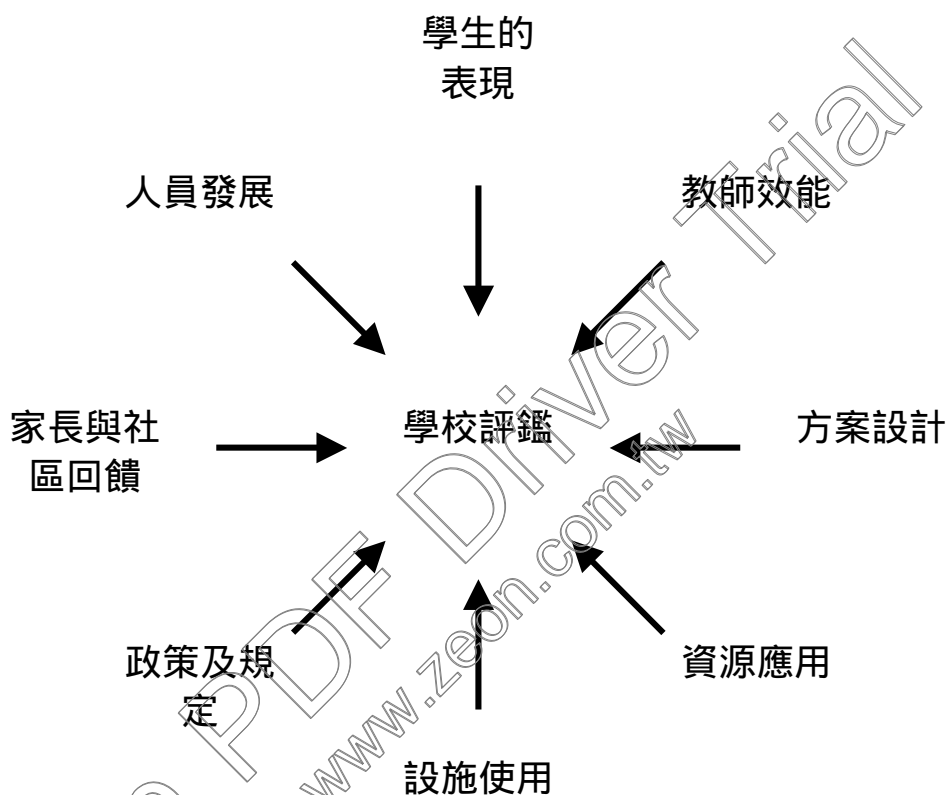 學生的
表現
人員發展
教師效能
家長與社
區回饋
學校評鑑
方案設計
政策及規
定
資源應用
設施使用
PDF Driver Trial
www.zeon.com.tw